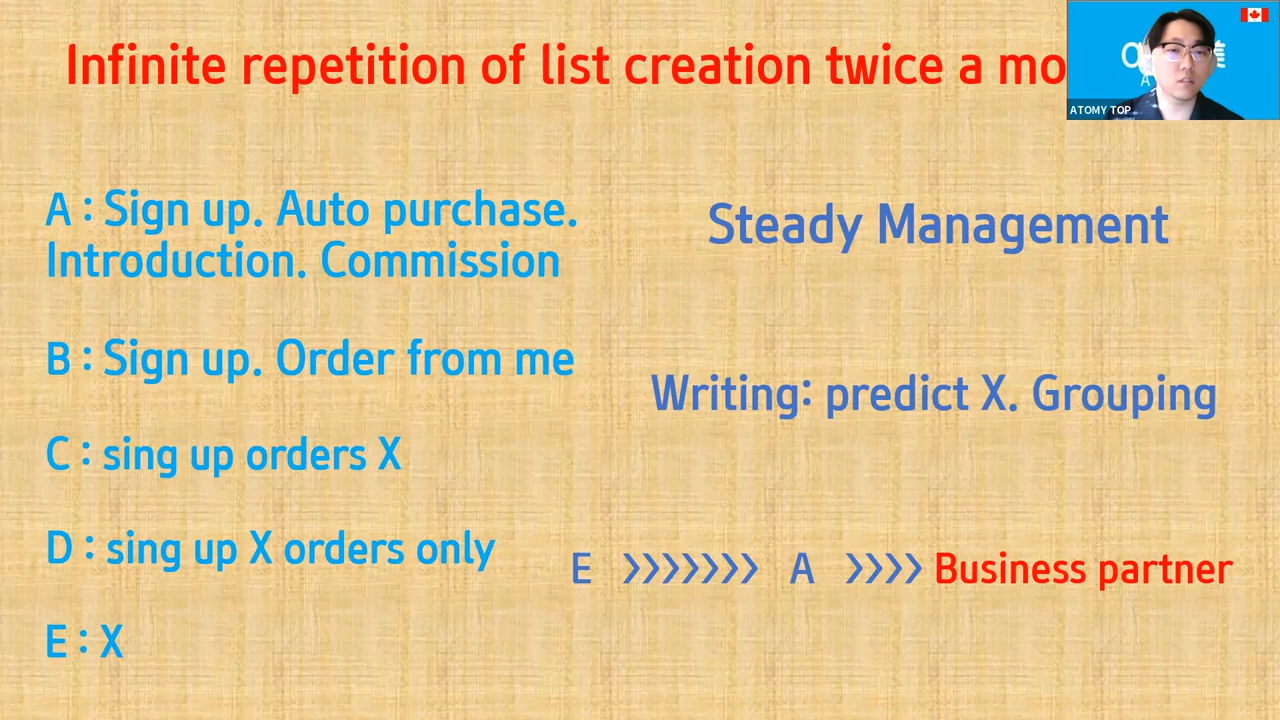 Infinite repetition of list creation twice a mo
ATOMY TOP
A : Sign up. Auto purchase.
Introduction. Commission
Steady Management
B : Sign up. Order from me
Writing: predict X. Grouping
C : sing up orders X
D : sing up X orders only
E 〉〉〉〉〉〉〉 A 〉〉〉〉 Business partner
E : X